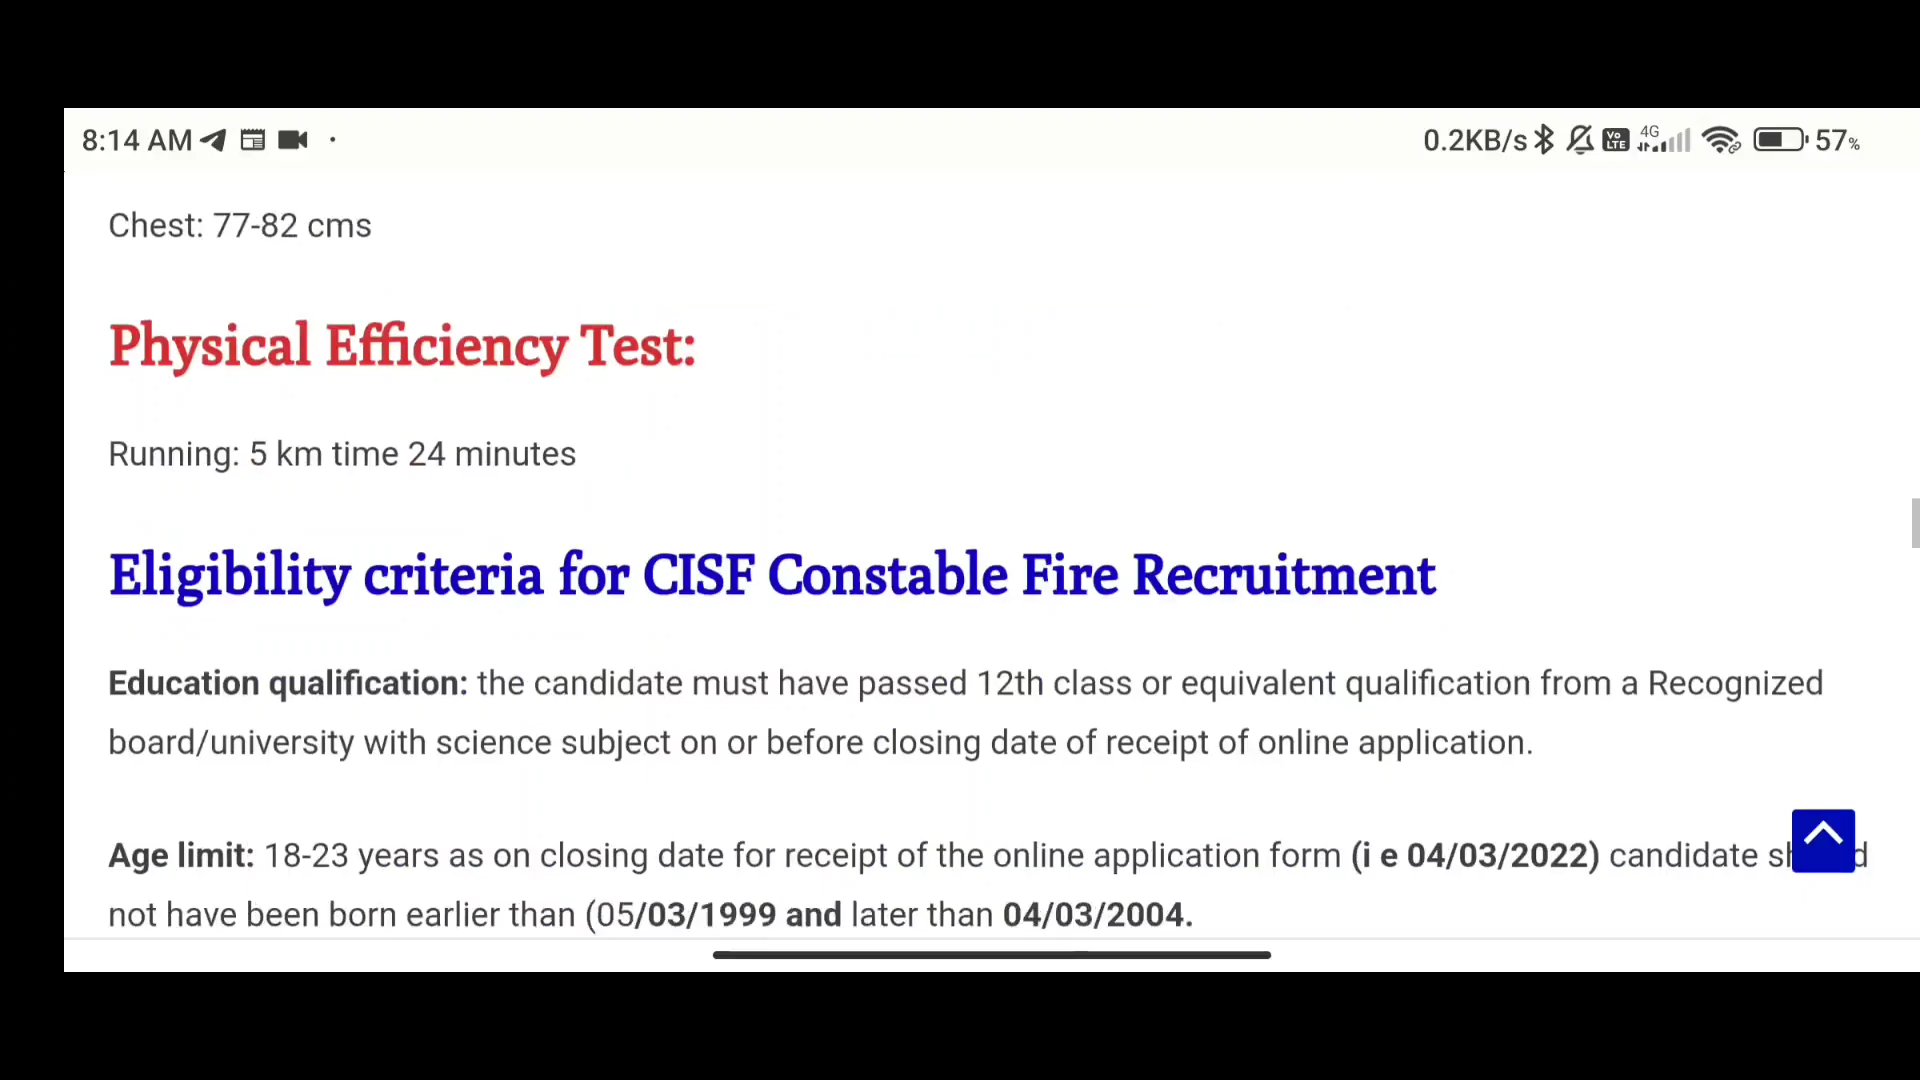 8:14 AM
0.2KB/s Vo LTE 4G 57%
Chest: 77-82 cms
Physical Efficiency Test:
Running: 5 km time 24 minutes
Eligibility criteria for CISF Constable Fire Recruitment
Education qualification: the candidate must have passed 12th class or equivalent qualification from a Recognized
board/university with science subject on or before closing date of receipt of online application.
Age limit: 18-23 years as on closing date for receipt of the online application form (i e 04/03/2022) candidate
not have been born earlier than (05/03/1999 and later than 04/03/2004.